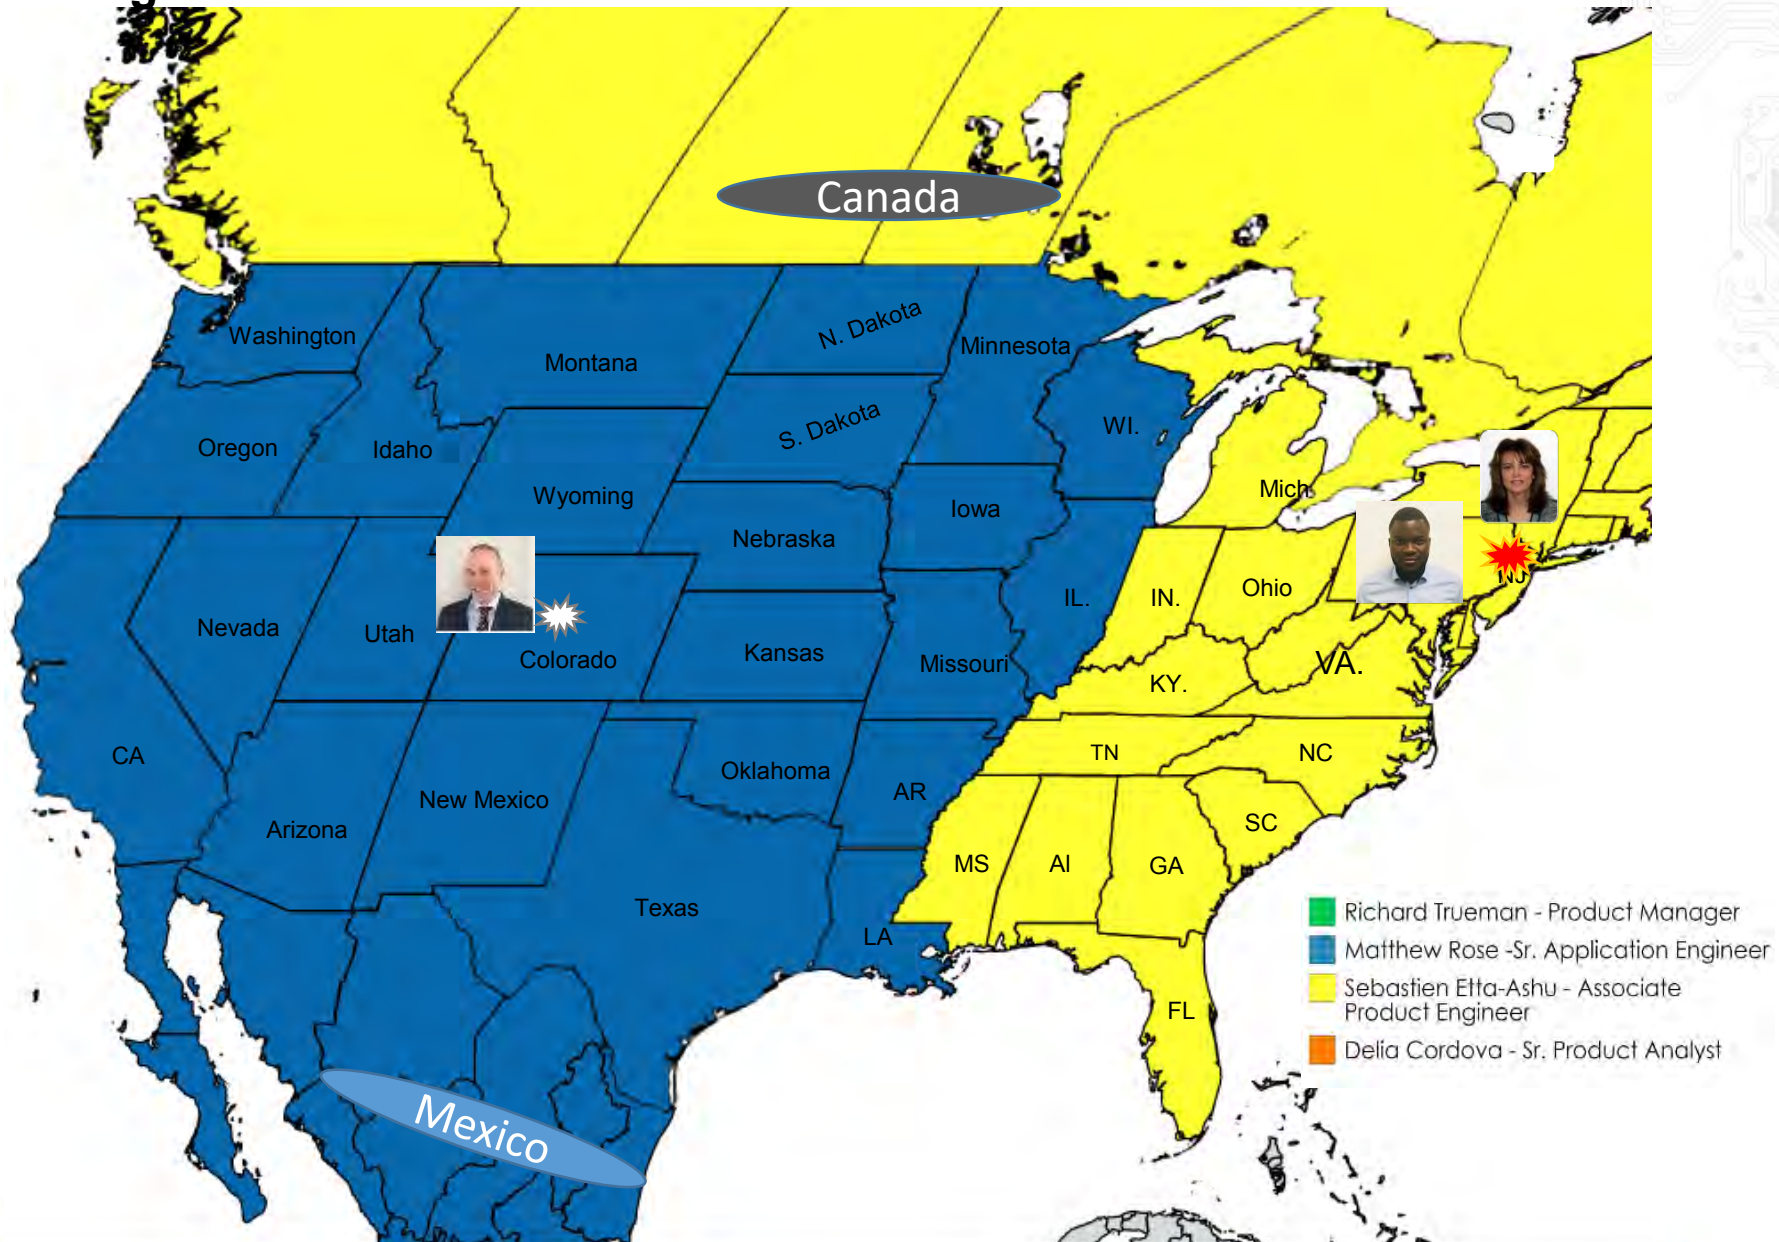 Canada
Washington
Montana
N. Dakota
Minnesota
S. Dakota
WI.
Oregon
Idaho
Wyoming
Iowa
Mich
Nebraska
NJ
Nevada
Utah
Colorado
Kansas
Missouri
IL.
IN.
Ohio
KY.
VA.
CA
New Mexico
Arizona
Oklahoma
AR
TN
NC
SC
MS
Al
GA
Texas
LA
FL
Mexico
Richard Trueman - Product Manager
Matthew Rose -Sr. Application Engineer
Sebastien Etta-Ashu - Associate
Product Engineer
Delia Cordova - Sr. Product Analyst